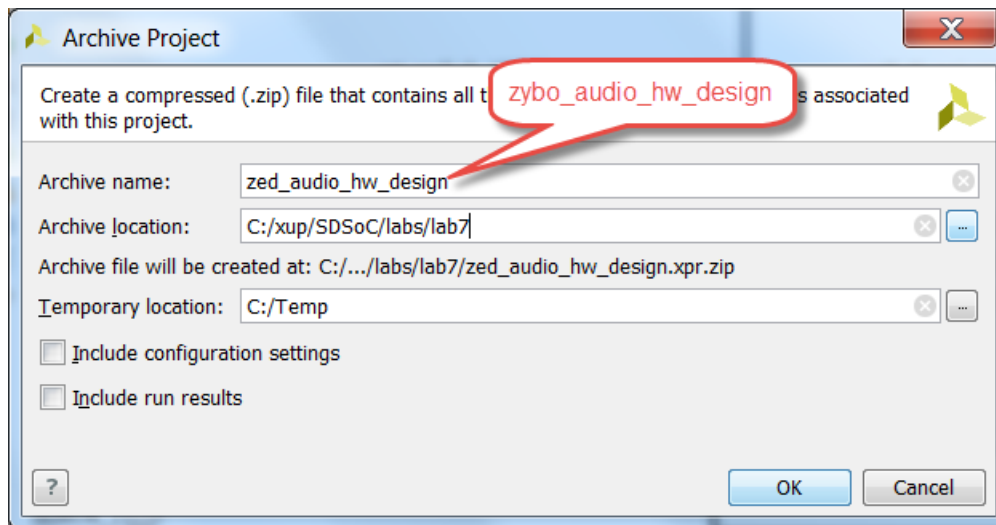 Archive Project
X
Create a compressed (.zip) file that contains all t
zybo_audio_hw_design
s associated
with this project.
Archive name: zed_audio_hw_design
Archive location: C:/xup/SDSoC/labs/lab7
...
Archive file will be created at: C:/.../labs/lab7/zed_audio_hw_design.xpr.zip
Temporary location: C:/Temp
...
Include configuration settings
Include run results
?
OK Cancel